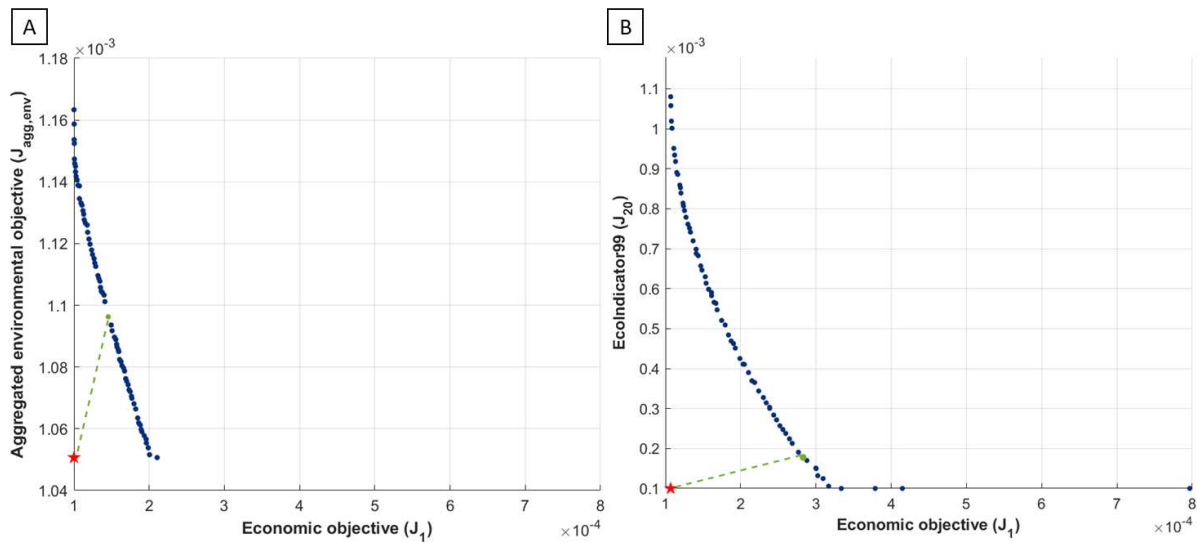 A
×10⁻³
1.18
1.16
1.14
1.12
1.1
1.08
1.06
1.04
Aggregated environmental objective (J_agg,env)
1 2 3 4 5 6 7 8
Economic objective (J_1)
×10⁻⁴
B
×10⁻³
1.1
1
0.9
0.8
0.7
0.6
0.5
0.4
0.3
0.2
0.1
EcoIndicator99 (J_20)
1 2 3 4 5 6 7 8
Economic objective (J_1)
×10⁻⁴